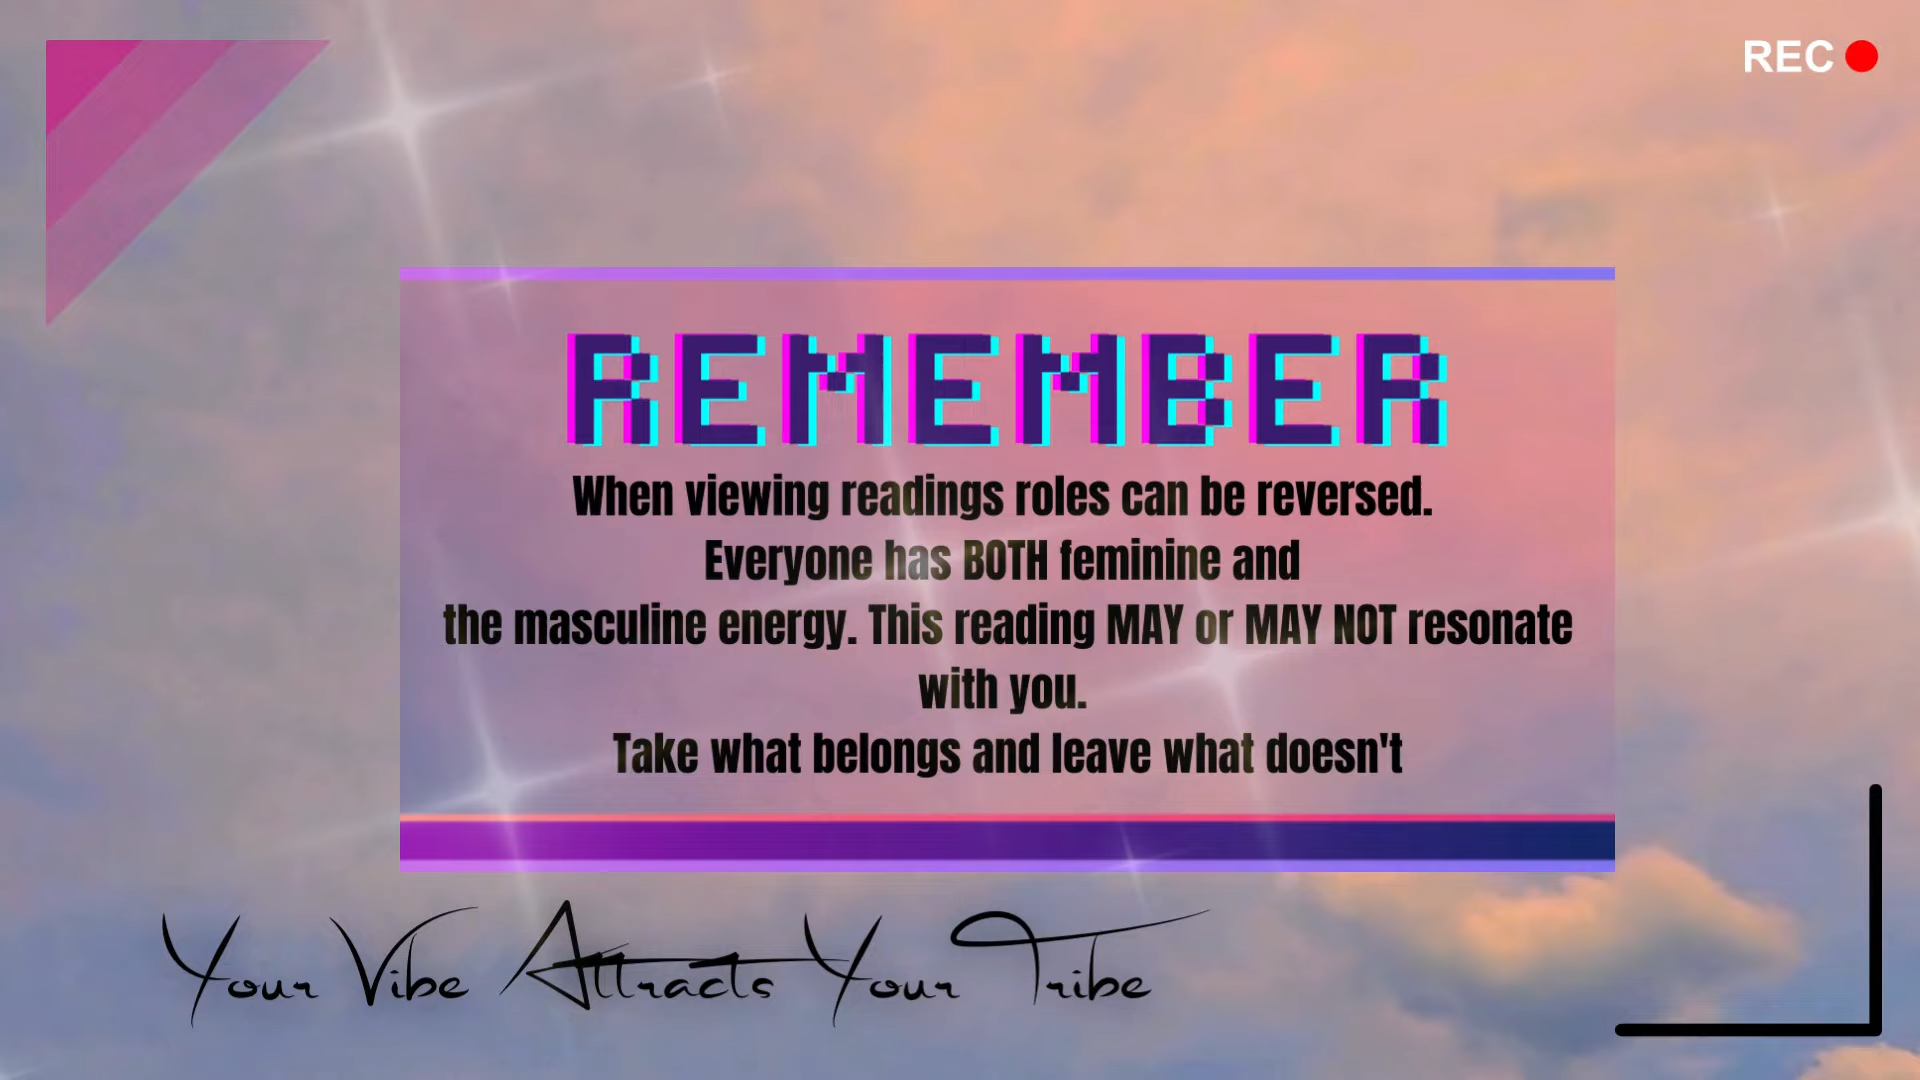 REC
REMEMBER
When viewing readings roles can be reversed.
Everyone has BOTH feminine and
the masculine energy. This reading MAY or MAY NOT resonate
with you.
Take what belongs and leave what doesn't
Your Vibe Attracts Your Tribe